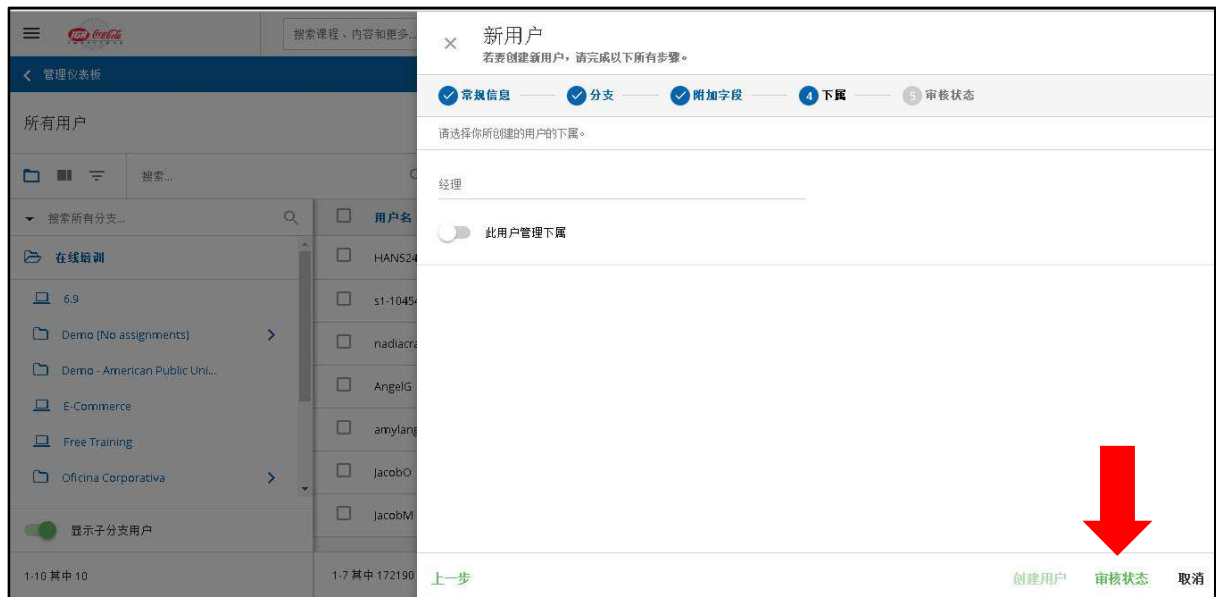 IGA Coca-Cola
搜索课程、内容和更多...
管理仪表板
所有用户
搜索...
搜索所有分支...
用户名
在线培训
HANS24
6.9
s1-10454
Demo (No assignments)
nadiacra
Demo - American Public Uni...
AngelG
E-Commerce
amylang
Free Training
JacobO
Oficina Corporativa
JacobM
显示子分支用户
1-10 其中 10
1-7 其中 172190
新用户
若要创建新用户，请完成以下所有步骤。
常规信息
分支
附加字段
4 下属
5 审核状态
请选择你所创建的用户的下属。
经理
此用户管理下属
上一步
创建用户
审核状态
取消